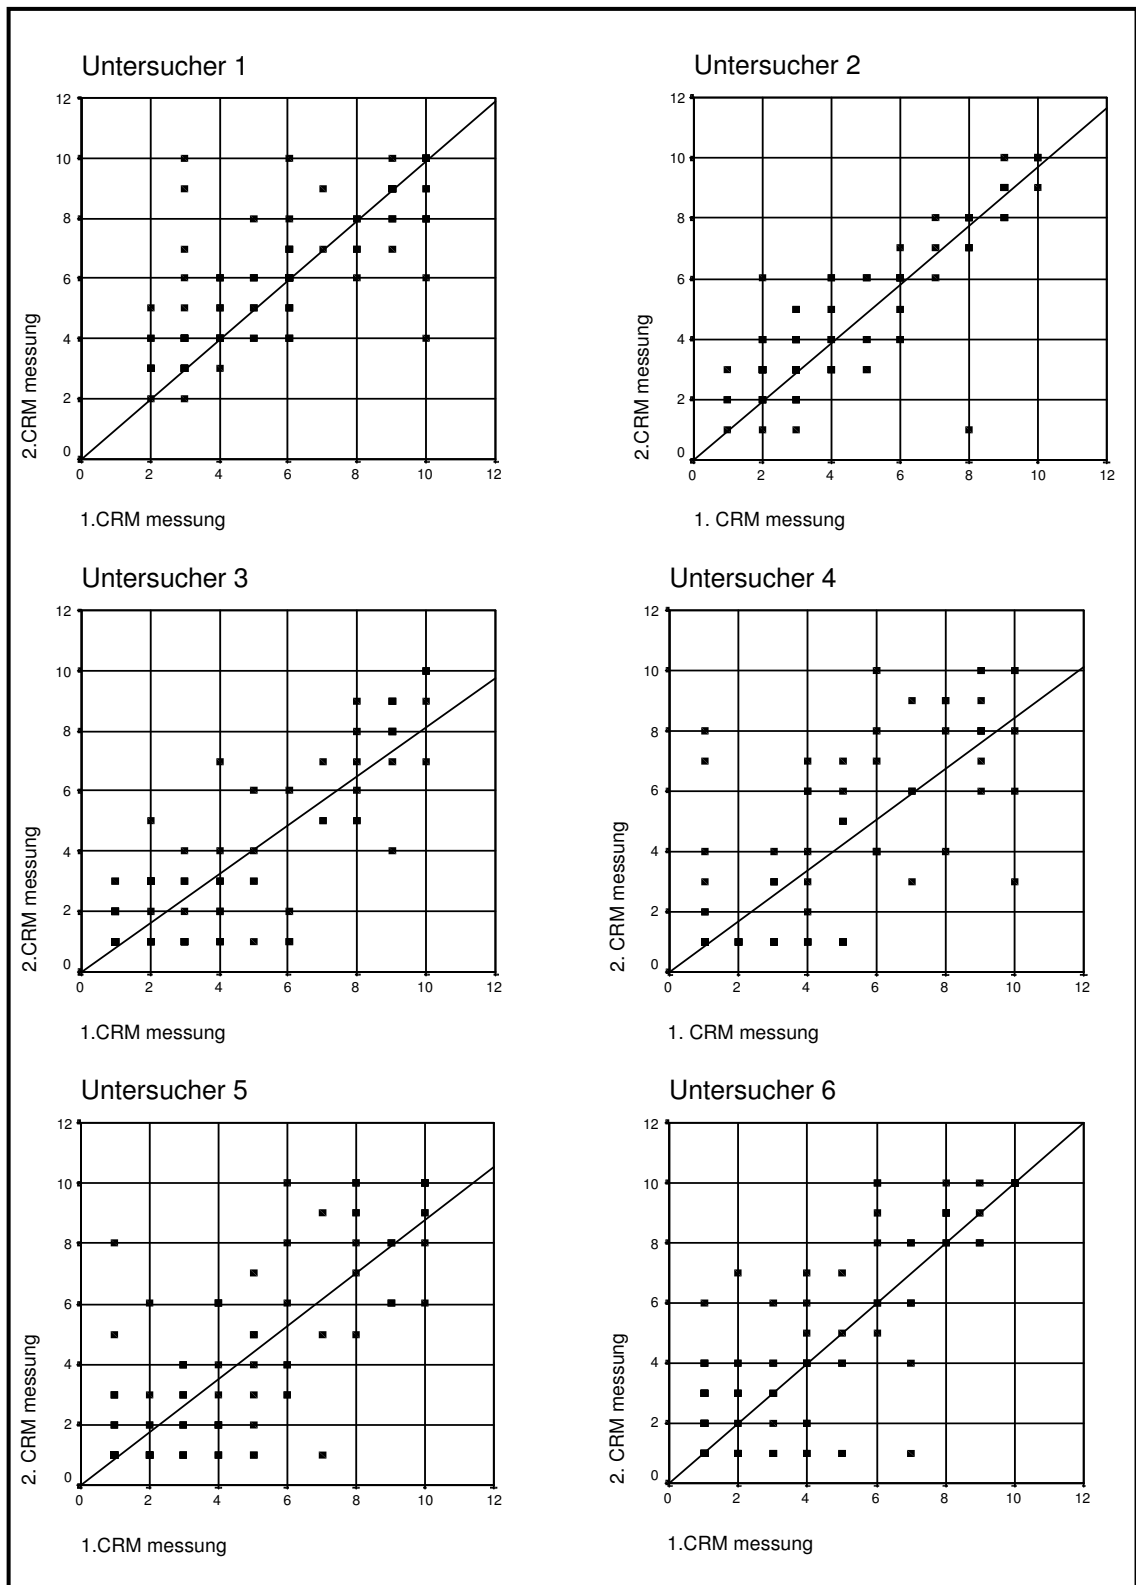 Untersucher 1
12
10
8
6
4
2
0
2.CRM messung
0 2 4 6 8 10 12
1.CRM messung
Untersucher 2
12
10
8
6
4
2
0
2.CRM messung
0 2 4 6 8 10 12
1. CRM messung
Untersucher 3
12
10
8
6
4
2
0
2.CRM messung
0 2 4 6 8 10 12
1.CRM messung
Untersucher 4
12
10
8
6
4
2
0
2. CRM messung
0 2 4 6 8 10 12
1. CRM messung
Untersucher 5
12
10
8
6
4
2
0
2. CRM messung
0 2 4 6 8 10 12
1.CRM messung
Untersucher 6
12
10
8
6
4
2
0
2. CRM messung
0 2 4 6 8 10 12
1.CRM messung